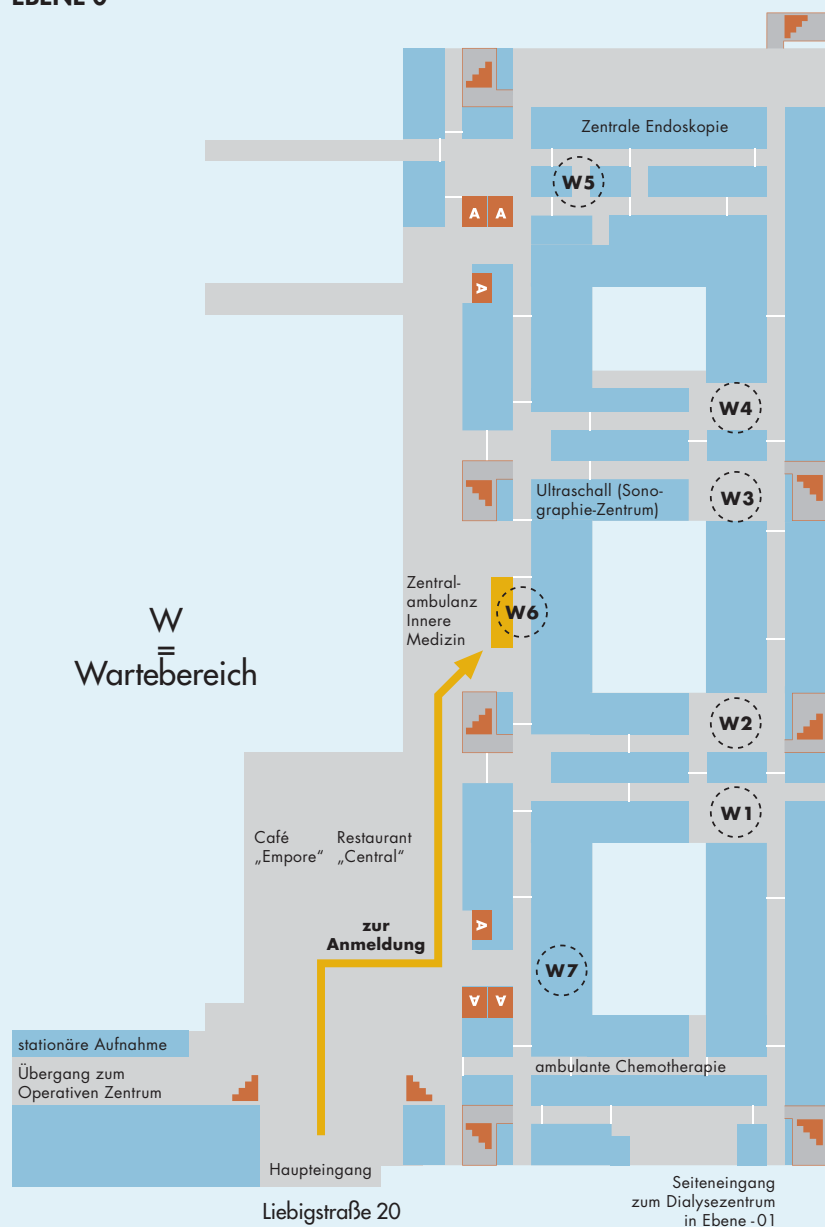 Zentrale Endoskopie
W5
A A
A
W4
Ultraschall (Sono-
graphie-Zentrum)
W3
Zentral-
ambulanz
Innere
Medizin
W6
W
=
Wartebereich
W2
W1
Café
„Empore“
Restaurant
„Central“
zur
Anmeldung
A
W7
A A
stationäre Aufnahme
Übergang zum
Operativen Zentrum
ambulante Chemotherapie
Haupteingang
Liebigstraße 20
Seiteneingang
zum Dialysezentrum
in Ebene -01